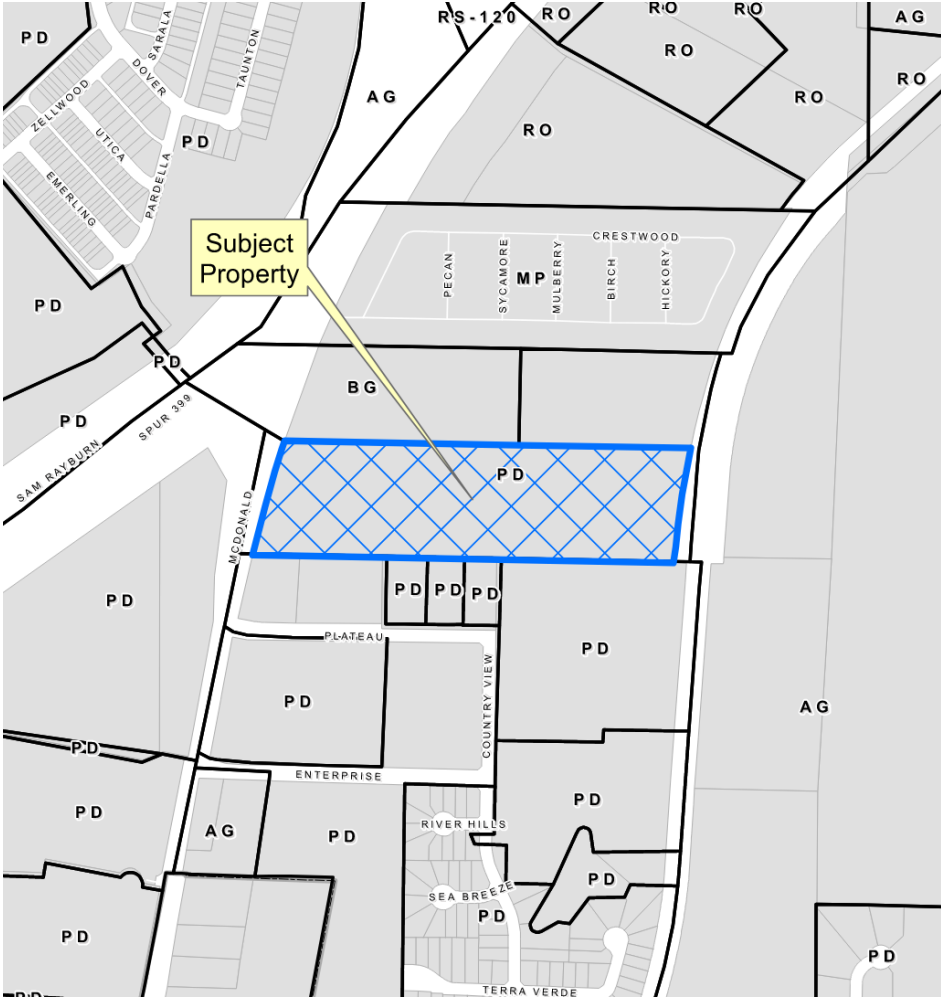 RS-120
RO
RO
RO
AG
PD
SARALA
TAUNTON
RO
DOVER
RO
AG
RO
ZELLWOOD
RO
UTICA
PD
PARDELLA
EMERLING
Subject
Property
CRESTWOOD
PECAN
SYCAMORE
MULBERRY
BIRCH
HICKORY
MP
PD
PD
BG
SPUR 399
PD
SAM RAYBURN
PD
MCDONALD
PD
PD
PD
PD
PLATEAU
PD
PD
COUNTRY VIEW
AG
PD
ENTERPRISE
PD
PD
RIVER HILLS
AG
PD
PD
SEA BREEZE
PD
PD
PD
TERRA VERDE
PD